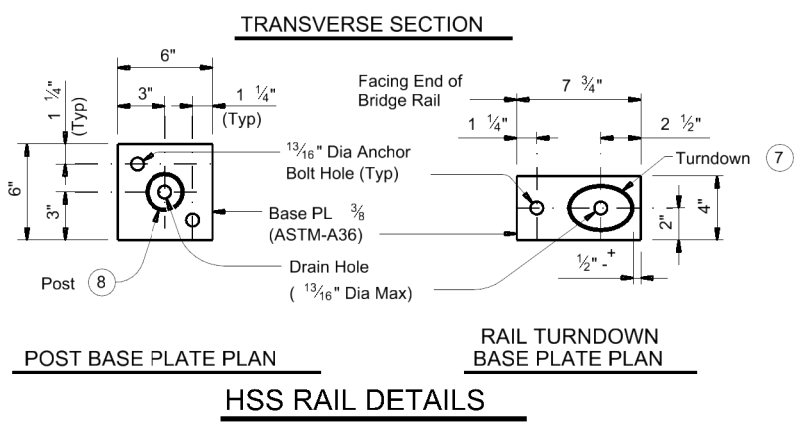 TRANSVERSE SECTION
6"
3"
1 ¼"
(Typ)
1 ¼"
(Typ)
6"
3"
13/16" Dia Anchor
Bolt Hole (Typ)
Base PL 3/8
(ASTM-A36)
Drain Hole
( 13/16" Dia Max)
Post 8
Facing End of
Bridge Rail
7 ¾"
1 ¼"
2 ½"
Turndown 7
4"
2"
½" -+
POST BASE PLATE PLAN
RAIL TURNDOWN
BASE PLATE PLAN
HSS RAIL DETAILS